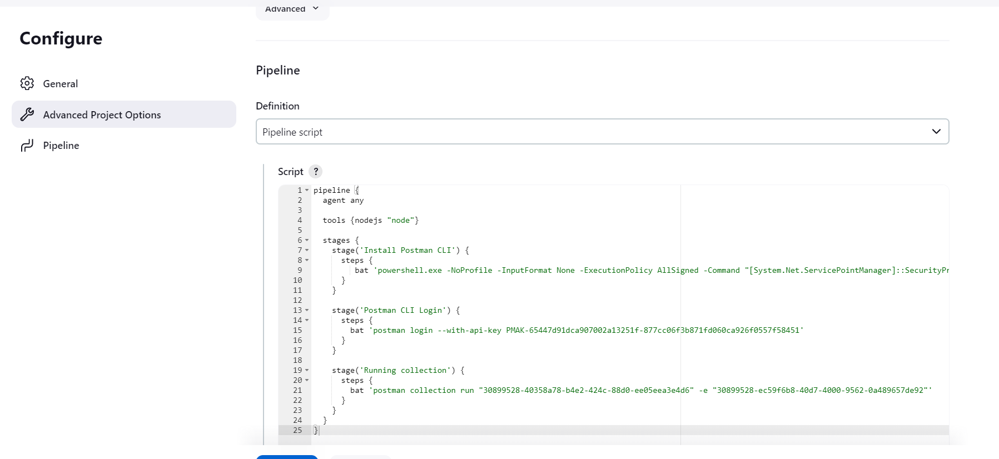 Advanced
Configure
General
Advanced Project Options
Pipeline
Pipeline
Definition
Pipeline script
Script ?
1 pipeline {
2 agent any
3
4 tools {nodejs "node"}
5
6 stages {
7 stage('Install Postman CLI') {
8 steps {
9 bat 'powershell.exe -NoProfile -InputFormat None -ExecutionPolicy AllSigned -Command "[System.Net.ServicePointManager]::SecurityPr
10 }
11 }
12
13 stage('Postman CLI Login') {
14 steps {
15 bat 'postman login --with-api-key PMAK-65447d91dca907002a13251f-877cc06f3b871fd060ca926f0557f58451'
16 }
17 }
18
19 stage('Running collection') {
20 steps {
21 bat 'postman collection run "30899528-40358a78-b4e2-424c-88d0-ee05eea3e4d6" -e "30899528-ec59f6b8-40d7-4000-9562-0a489657de92"'
22 }
23 }
24 }
25 }